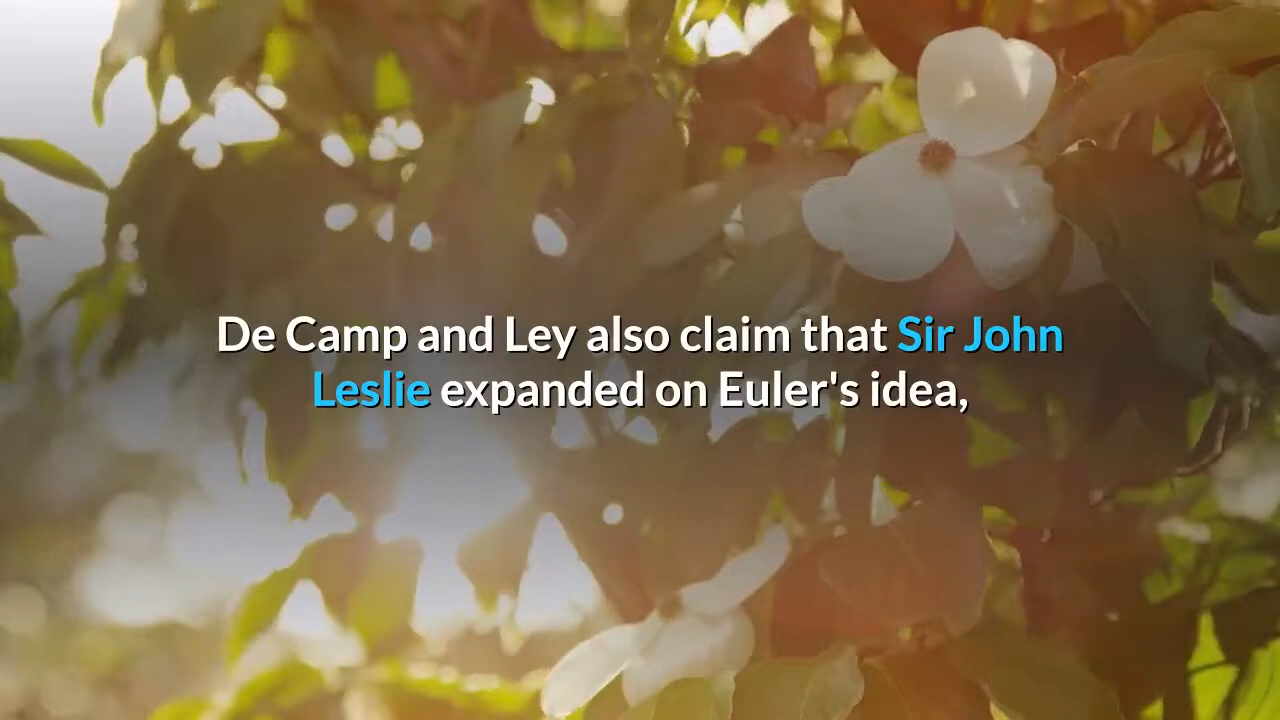 De Camp and Ley also claim that Sir John
Leslie expanded on Euler's idea,